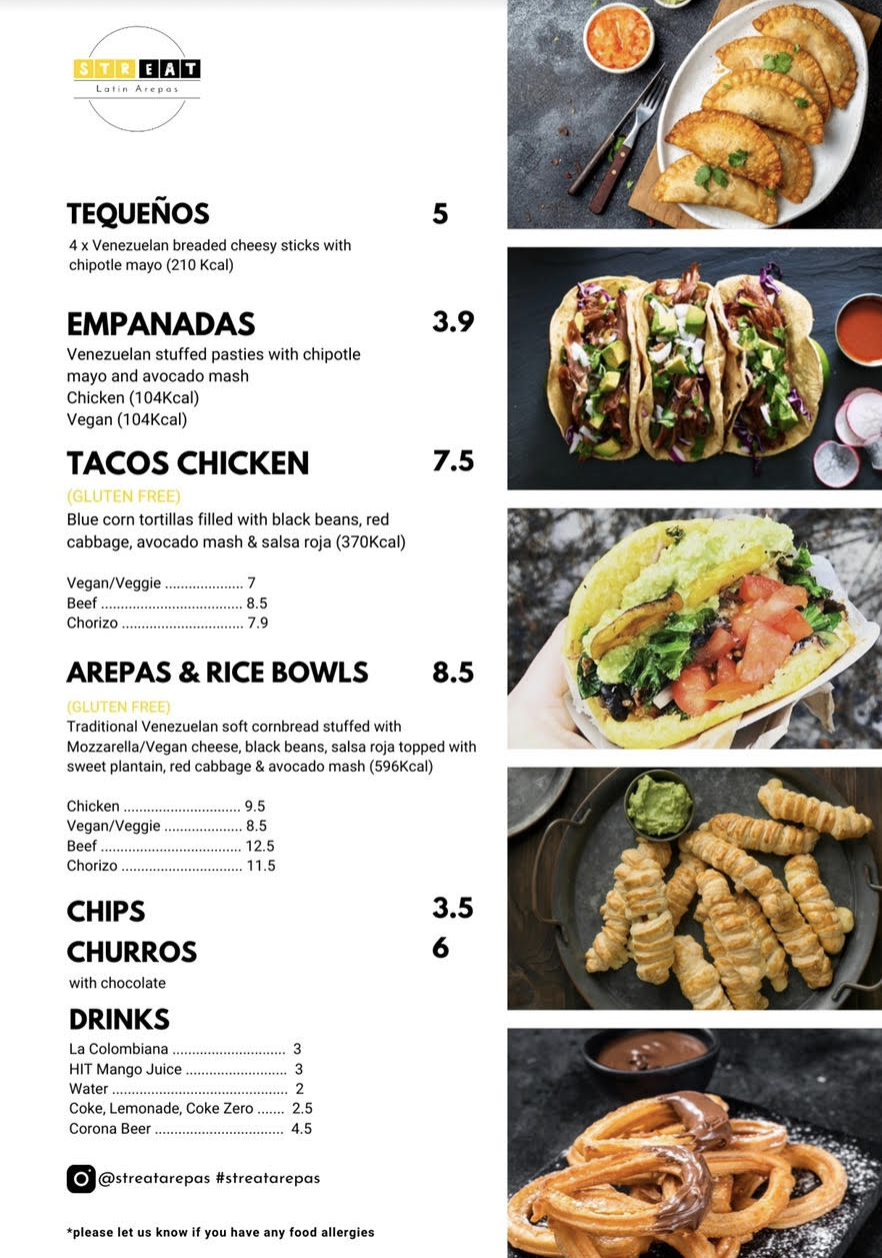 STREAT
Latin Arepas
TEQUEÑOS 5
4 x Venezuelan breaded cheesy sticks with
chipotle mayo (210 Kcal)
EMPANADAS 3.9
Venezuelan stuffed pasties with chipotle
mayo and avocado mash
Chicken (104Kcal)
Vegan (104Kcal)
TACOS CHICKEN 7.5
(GLUTEN FREE)
Blue corn tortillas filled with black beans, red
cabbage, avocado mash & salsa roja (370Kcal)
Vegan/Veggie .................... 7
Beef .................................... 8.5
Chorizo ............................... 7.9
AREPAS & RICE BOWLS 8.5
(GLUTEN FREE)
Traditional Venezuelan soft cornbread stuffed with
Mozzarella/Vegan cheese, black beans, salsa roja topped with
sweet plantain, red cabbage & avocado mash (596Kcal)
Chicken .............................. 9.5
Vegan/Veggie .................... 8.5
Beef .................................... 12.5
Chorizo ............................... 11.5
CHIPS 3.5
CHURROS 6
with chocolate
DRINKS
La Colombiana ............................. 3
HIT Mango Juice .......................... 3
Water ............................................. 2
Coke, Lemonade, Coke Zero ....... 2.5
Corona Beer ................................. 4.5
@streatarepas #streatarepas
*please let us know if you have any food allergies